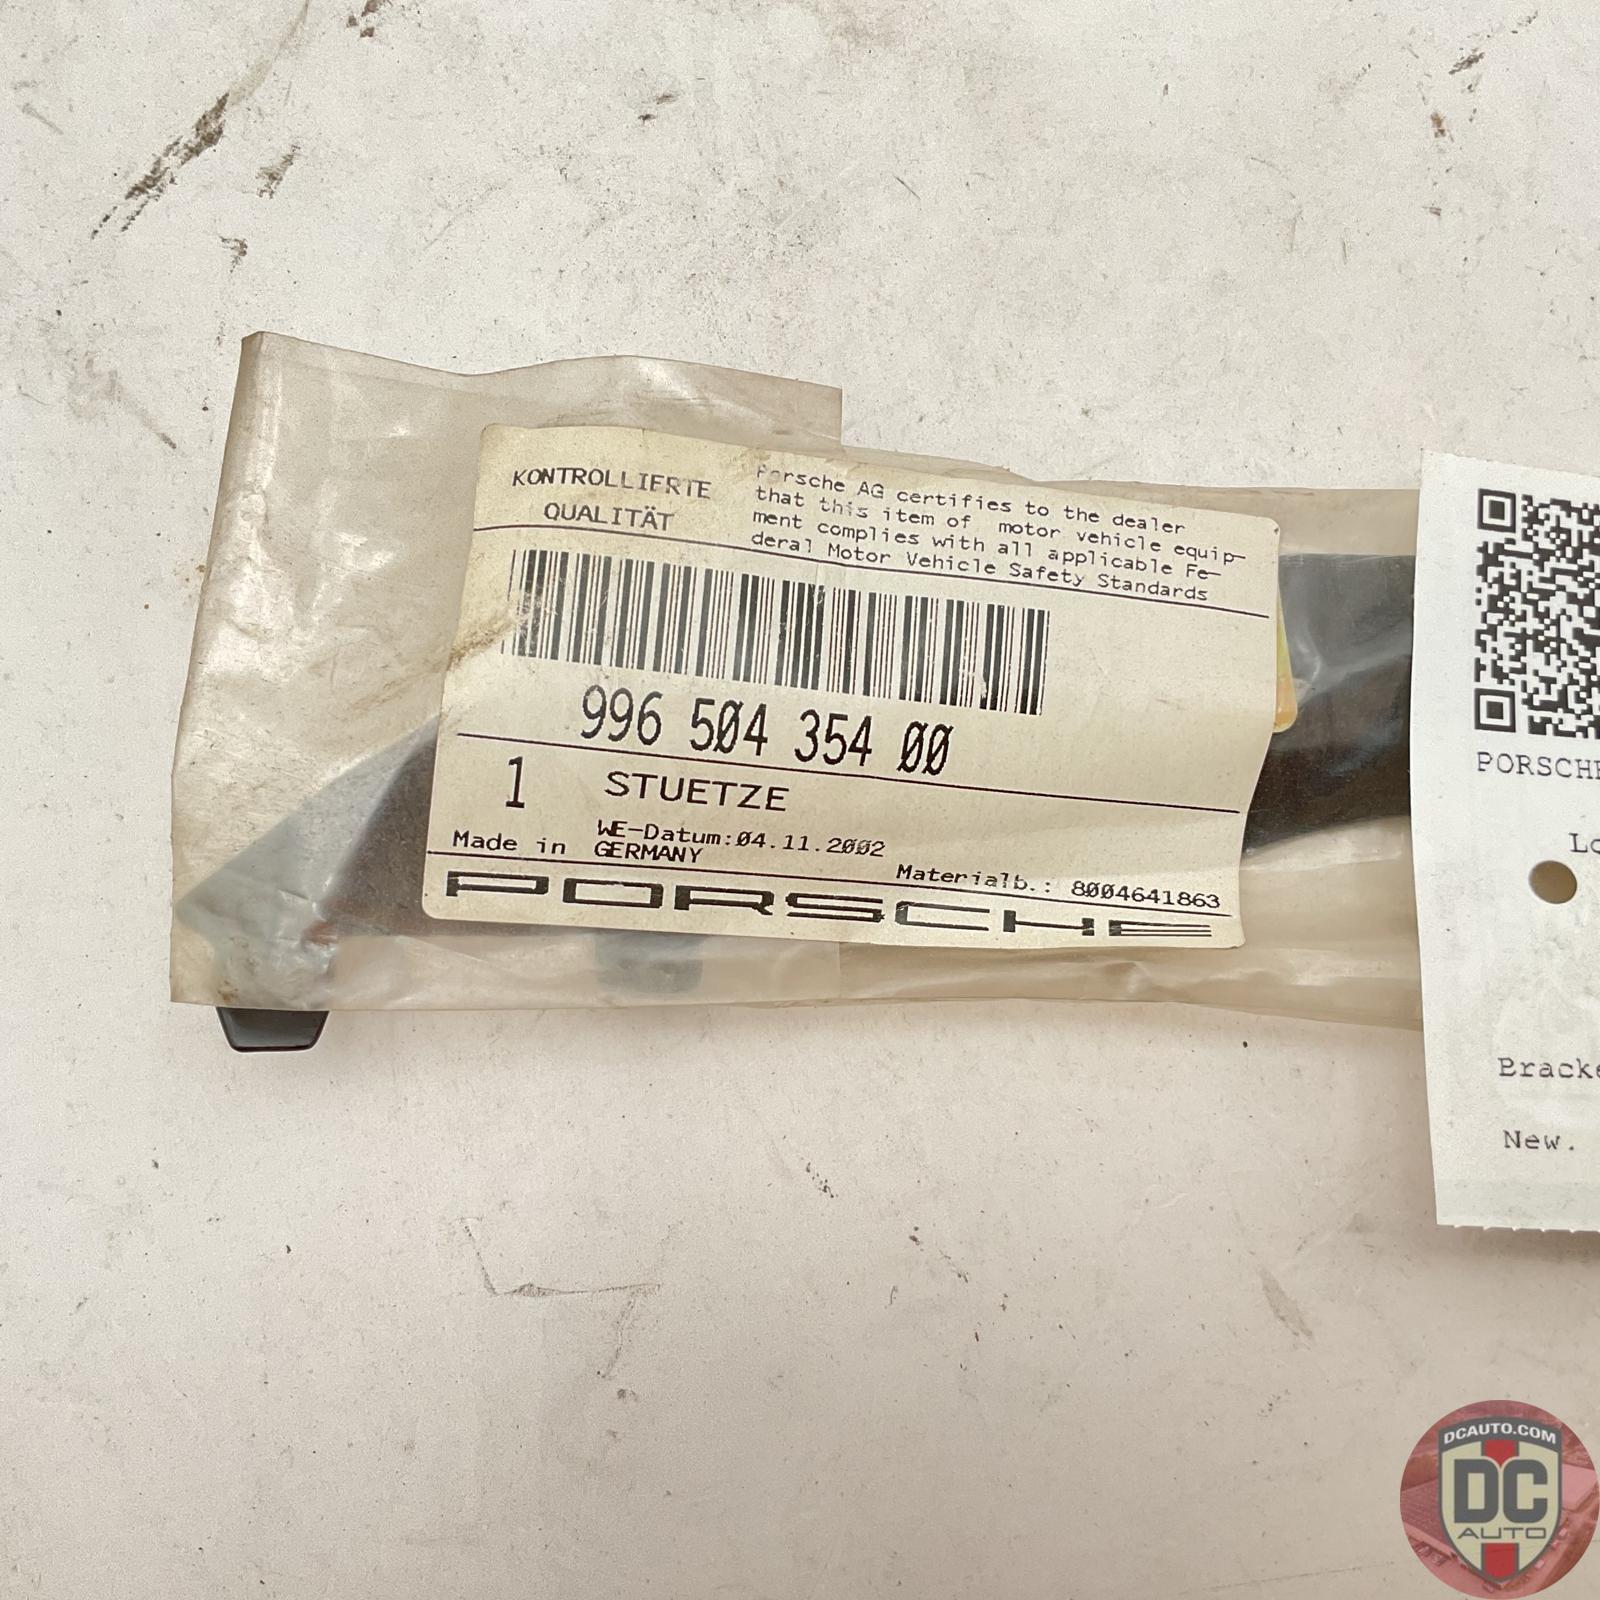 KONTROLLIERTE
QUALITÄT
Porsche AG certifies to the dealer
that this item of motor vehicle equip-
ment complies with all applicable Fe-
deral Motor Vehicle Safety Standards
996 504 354 00
1 STUETZE
WE-Datum:04.11.2002
Made in GERMANY
Materialb.: 8004641863
PORSCHE
PORSCHE
Lo
Bracke
New.
DCAUTO.COM
DC
AUTO